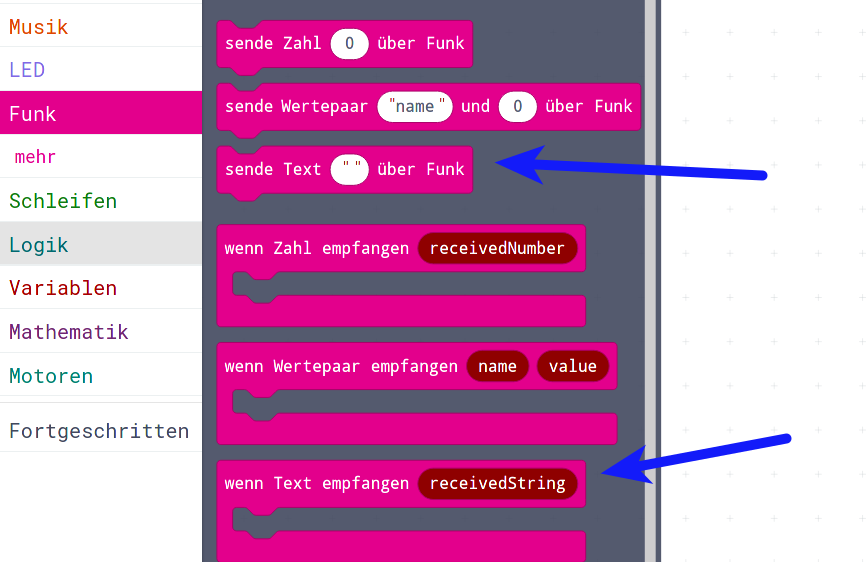 Musik
LED
Funk
mehr
Schleifen
Logik
Variablen
Mathematik
Motoren
Fortgeschritten
sende Zahl 0 über Funk
sende Wertepaar "name" und 0 über Funk
sende Text " " über Funk
wenn Zahl empfangen receivedNumber
wenn Wertepaar empfangen name value
wenn Text empfangen receivedString